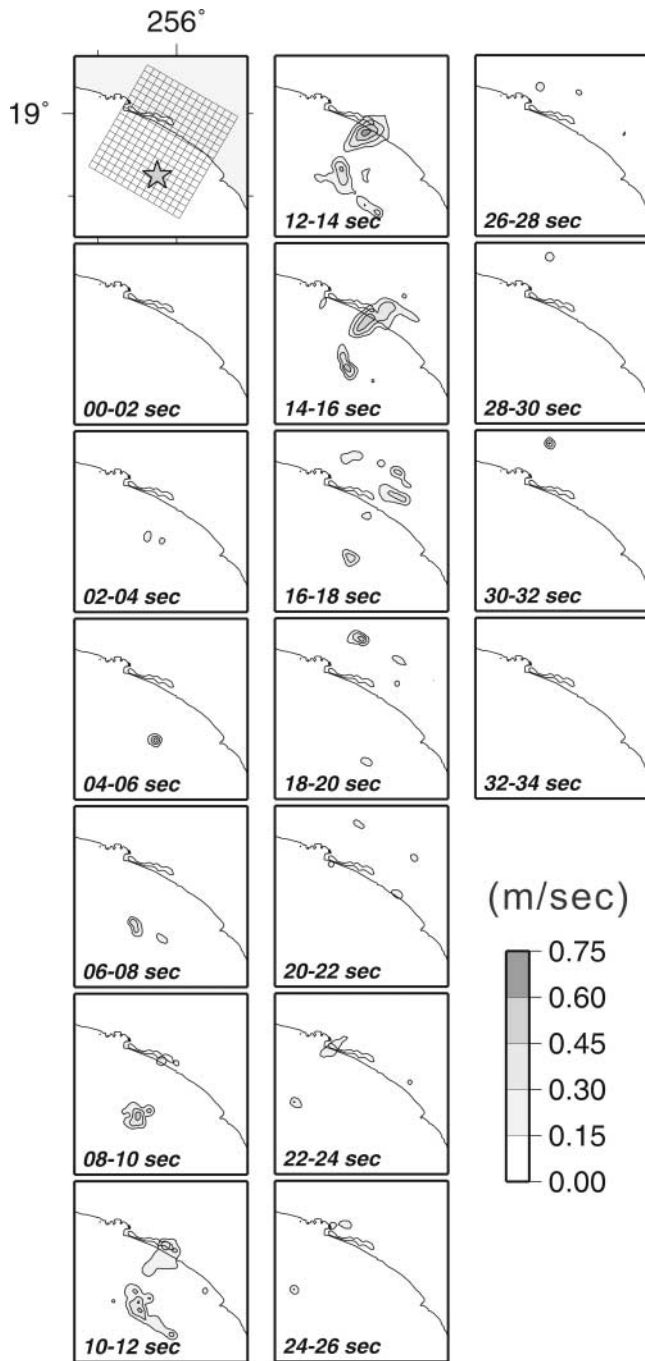 256°
19°
00-02 sec
02-04 sec
04-06 sec
06-08 sec
08-10 sec
10-12 sec
12-14 sec
14-16 sec
16-18 sec
18-20 sec
20-22 sec
22-24 sec
24-26 sec
26-28 sec
28-30 sec
30-32 sec
32-34 sec
(m/sec)
0.75
0.60
0.45
0.30
0.15
0.00